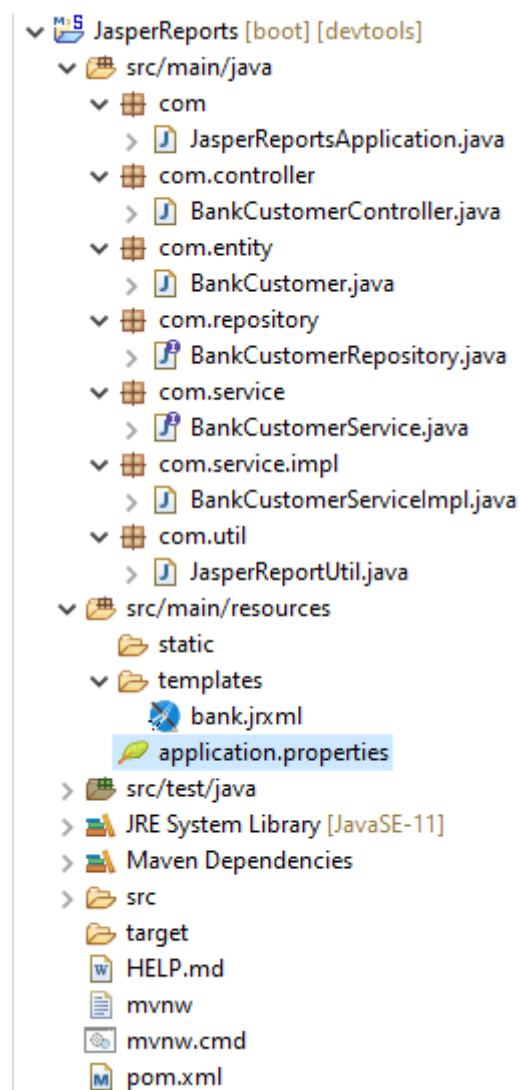 JasperReports [boot] [devtools]
src/main/java
com
JasperReportsApplication.java
com.controller
BankCustomerController.java
com.entity
BankCustomer.java
com.repository
BankCustomerRepository.java
com.service
BankCustomerService.java
com.service.impl
BankCustomerServiceImpl.java
com.util
JasperReportUtil.java
src/main/resources
static
templates
bank.jrxml
application.properties
src/test/java
JRE System Library [JavaSE-11]
Maven Dependencies
src
target
HELP.md
mvnw
mvnw.cmd
pom.xml